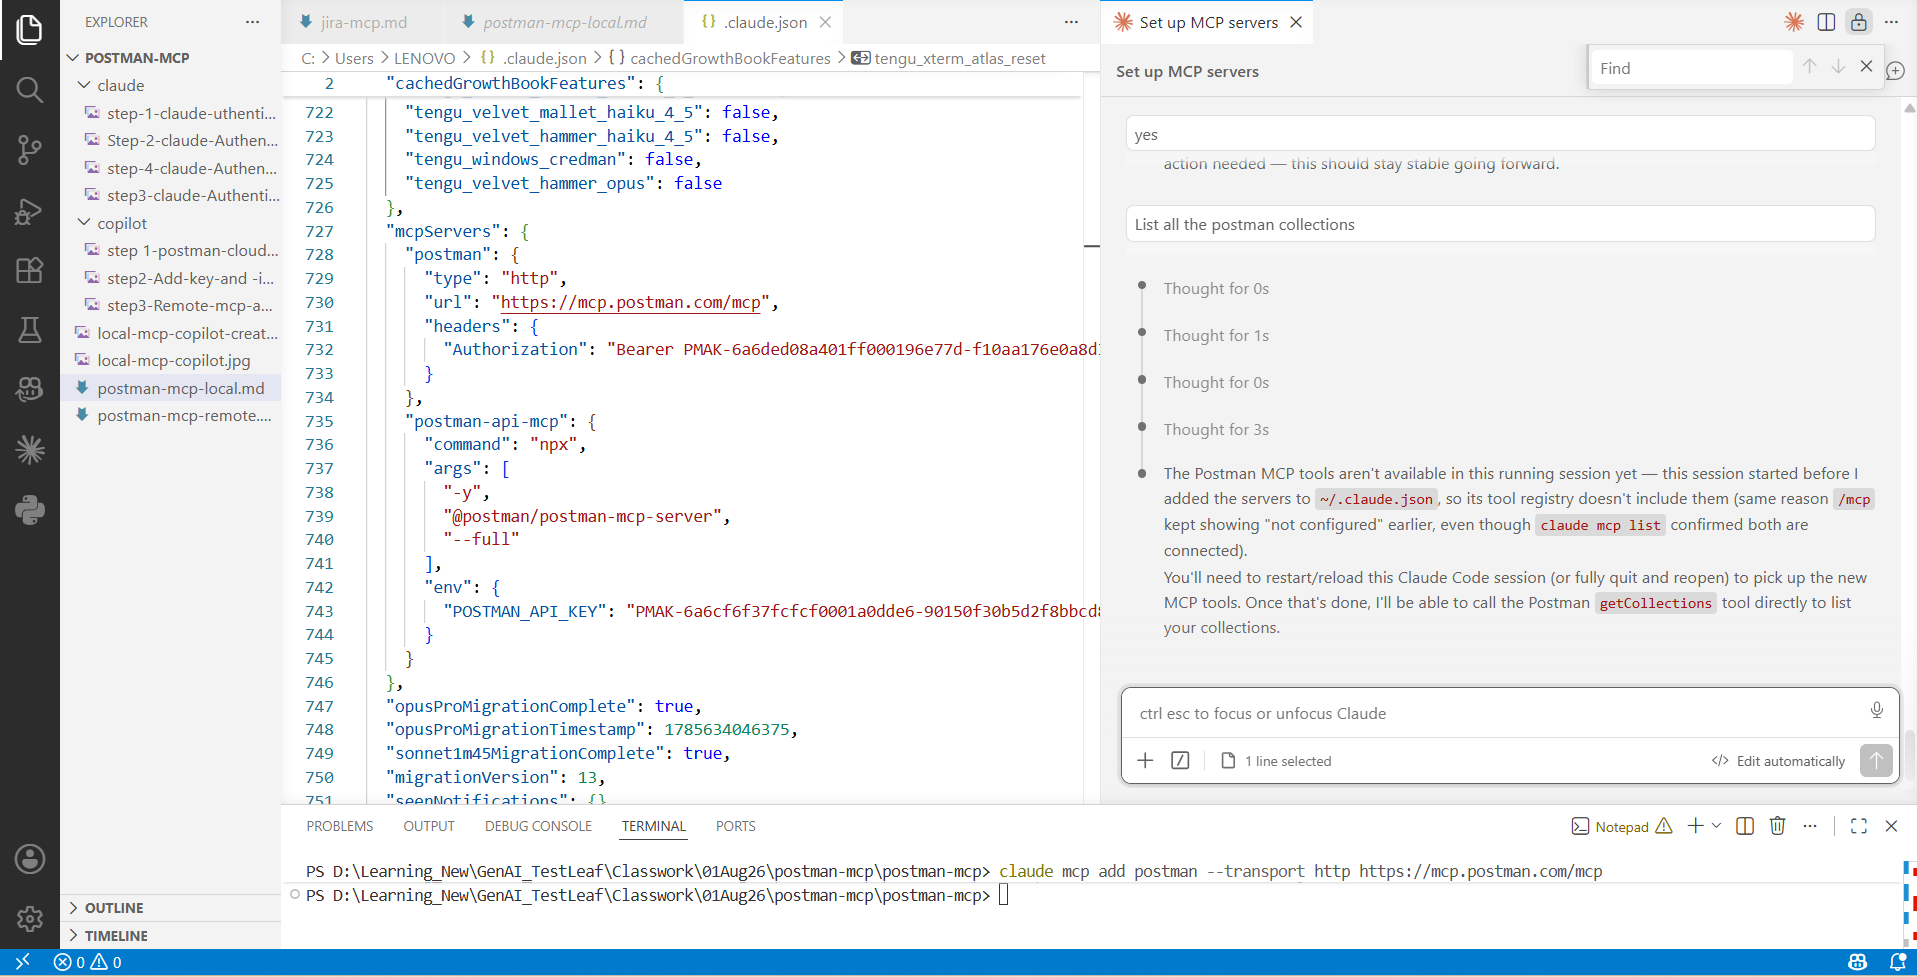 EXPLORER
POSTMAN-MCP
claude
step-1-claude-uthenti...
Step-2-claude-Authen...
step-4-claude-Authen...
step3-claude-Authenti...
copilot
step 1-postman-cloud...
step2-Add-key-and -i...
step3-Remote-mcp-a...
local-mcp-copilot-creat...
local-mcp-copilot.jpg
postman-mcp-local.md
postman-mcp-remote....
OUTLINE
TIMELINE
jira-mcp.md
postman-mcp-local.md
{} .claude.json
C: > Users > LENOVO > {} .claude.json > {} cachedGrowthBookFeatures > tengu_xterm_atlas_reset
2 "cachedGrowthBookFeatures": {
722 "tengu_velvet_mallet_haiku_4_5": false,
723 "tengu_velvet_hammer_haiku_4_5": false,
724 "tengu_windows_credman": false,
725 "tengu_velvet_hammer_opus": false
726 },
727 "mcpServers": {
728 "postman": {
729 "type": "http",
730 "url": "https://mcp.postman.com/mcp",
731 "headers": {
732 "Authorization": "Bearer PMAK-6a6ded08a401ff000196e77d-f10aa176e0a8d
733 }
734 },
735 "postman-api-mcp": {
736 "command": "npx",
737 "args": [
738 "-y",
739 "@postman/postman-mcp-server",
740 "--full"
741 ],
742 "env": {
743 "POSTMAN_API_KEY": "PMAK-6a6cf6f37fcfcf0001a0dde6-90150f30b5d2f8bbcd
744 }
745 }
746 },
747 "opusProMigrationComplete": true,
748 "opusProMigrationTimestamp": 1785634046375,
749 "sonnet1m45MigrationComplete": true,
750 "migrationVersion": 13,
751 "seenNotifications": {}
Set up MCP servers
Set up MCP servers
Find
yes
action needed — this should stay stable going forward.
List all the postman collections
Thought for 0s
Thought for 1s
Thought for 0s
Thought for 3s
The Postman MCP tools aren't available in this running session yet — this session started before I
added the servers to ~/.claude.json, so its tool registry doesn't include them (same reason /mcp
kept showing "not configured" earlier, even though claude mcp list confirmed both are
connected).
You'll need to restart/reload this Claude Code session (or fully quit and reopen) to pick up the new
MCP tools. Once that's done, I'll be able to call the Postman getCollections tool directly to list
your collections.
ctrl esc to focus or unfocus Claude
1 line selected
</> Edit automatically
PROBLEMS OUTPUT DEBUG CONSOLE TERMINAL PORTS
Notepad
PS D:\Learning_New\GenAI_TestLeaf\Classwork\01Aug26\postman-mcp\postman-mcp> claude mcp add postman --transport http https://mcp.postman.com/mcp
PS D:\Learning_New\GenAI_TestLeaf\Classwork\01Aug26\postman-mcp\postman-mcp>
0 0